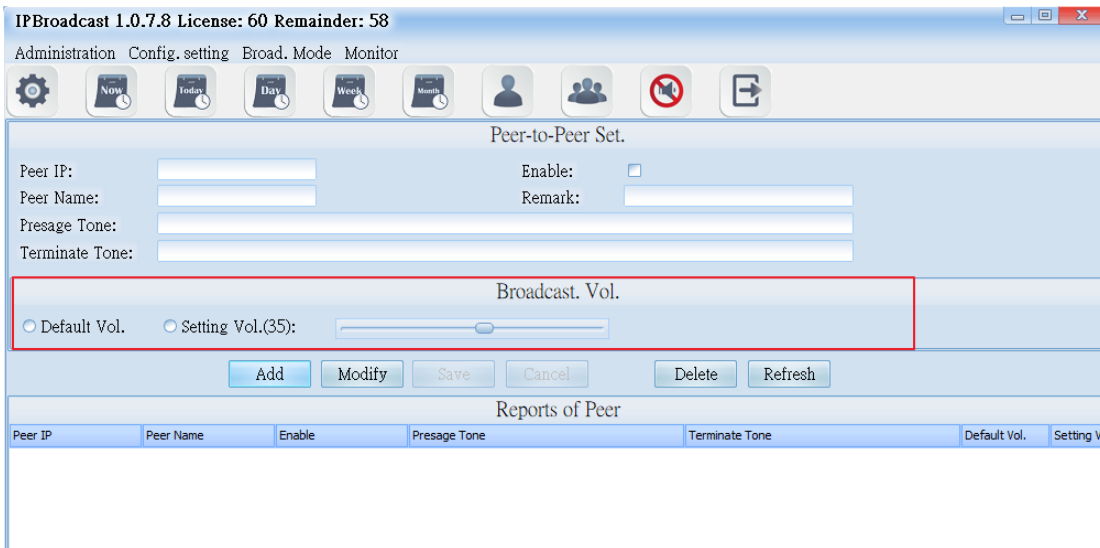 IPBroadcast 1.0.7.8 License: 60 Remainder: 58
Administration Config. setting Broad. Mode Monitor
Now Today Day Week Month
Peer-to-Peer Set.
Peer IP: Enable:
Peer Name: Remark:
Presage Tone:
Terminate Tone:
Broadcast. Vol.
Default Vol. Setting Vol.(35):
Add Modify Save Cancel Delete Refresh
Reports of Peer
Peer IP Peer Name Enable Presage Tone Terminate Tone Default Vol. Setting V